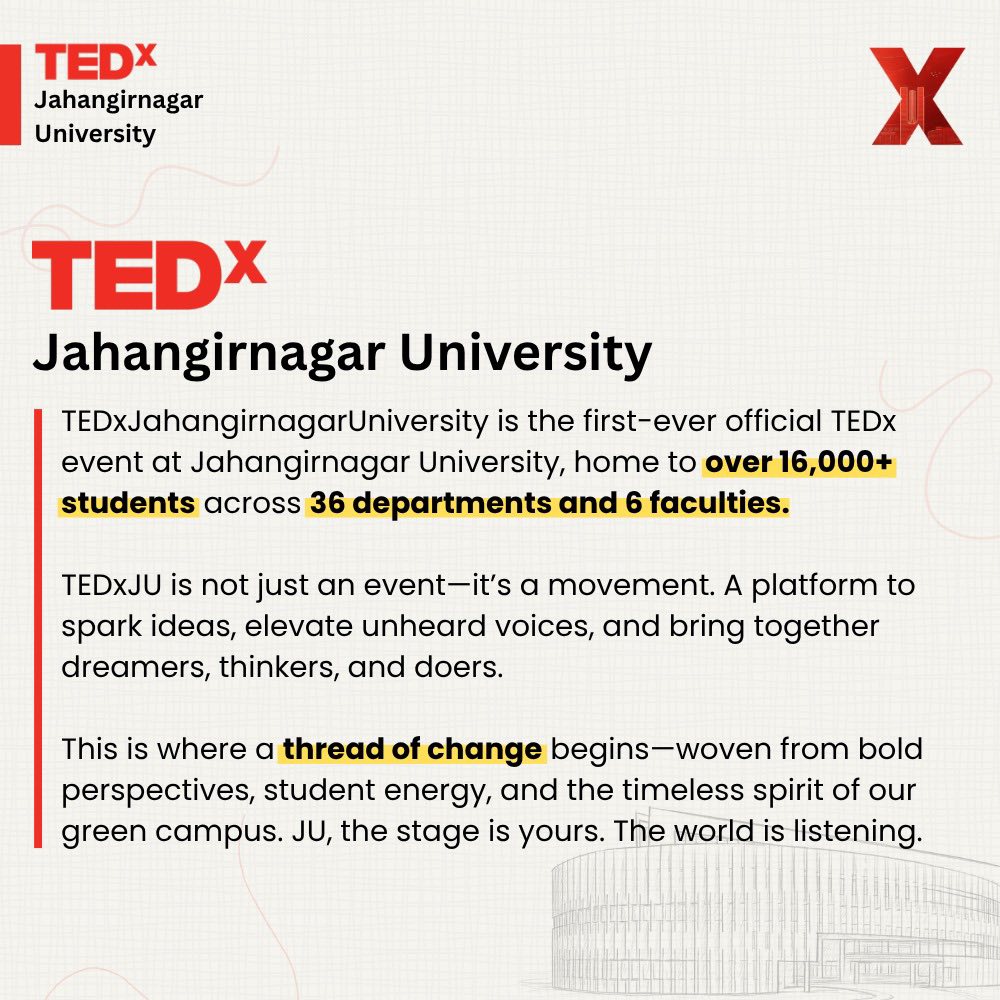 TEDx
Jahangirnagar
University
X
TEDx
Jahangirnagar University
TEDxJahangirnagarUniversity is the first-ever official TEDx
event at Jahangirnagar University, home to over 16,000+
students across 36 departments and 6 faculties.
TEDxJU is not just an event—it's a movement. A platform to
spark ideas, elevate unheard voices, and bring together
dreamers, thinkers, and doers.
This is where a thread of change begins—woven from bold
perspectives, student energy, and the timeless spirit of our
green campus. JU, the stage is yours. The world is listening.